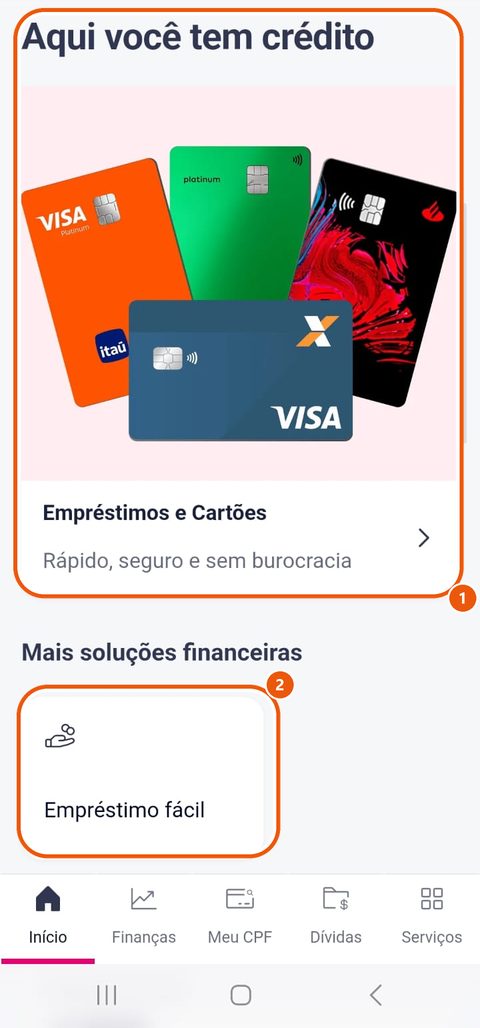 Aqui você tem crédito
platinum
VISA
Platinum
itaú
VISA
Empréstimos e Cartões
Rápido, seguro e sem burocracia
1
Mais soluções financeiras
2
Empréstimo fácil
Início
Finanças
Meu CPF
Dívidas
Serviços